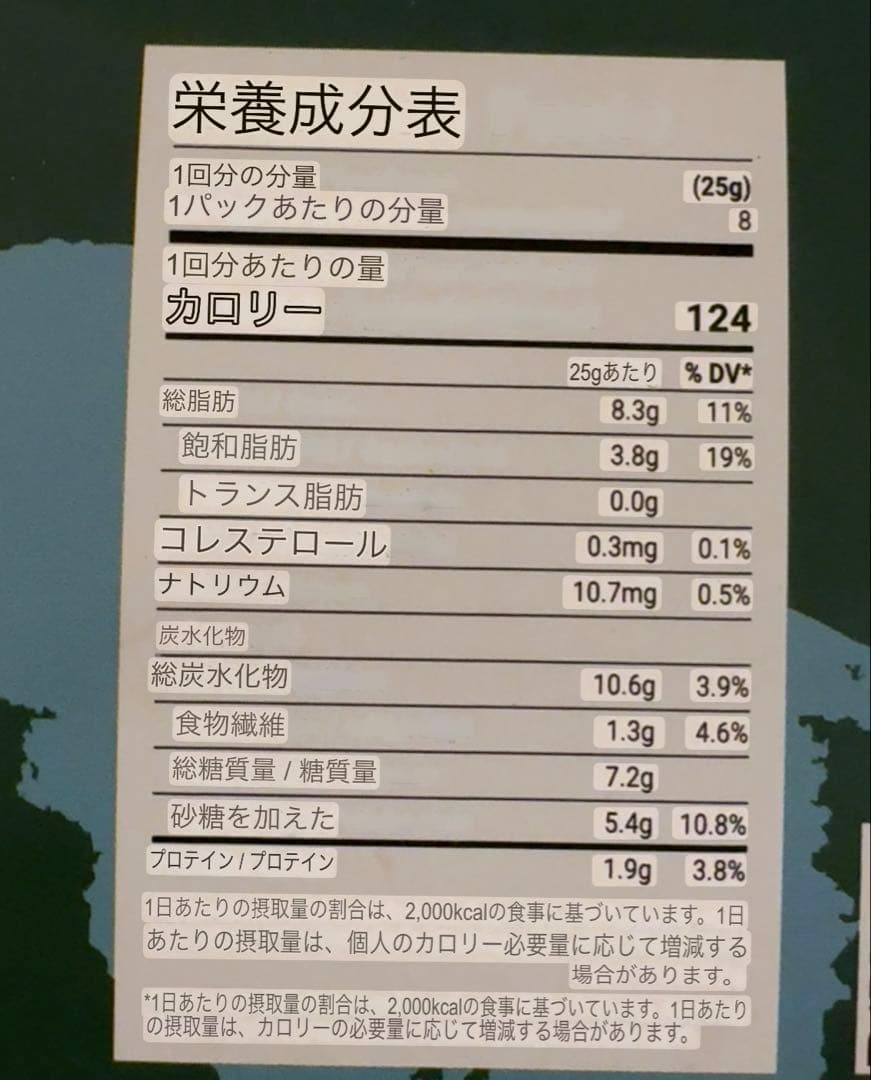 栄養成分表
1回分の分量 (25g)
1パックあたりの分量 8
1回分あたりの量
カロリー 124
25gあたり % DV*
総脂肪 8.3g 11%
飽和脂肪 3.8g 19%
トランス脂肪 0.0g
コレステロール 0.3mg 0.1%
ナトリウム 10.7mg 0.5%
炭水化物
総炭水化物 10.6g 3.9%
食物繊維 1.3g 4.6%
総糖質量 / 糖質量 7.2g
砂糖を加えた 5.4g 10.8%
プロテイン / プロテイン 1.9g 3.8%
1日あたりの摂取量の割合は、2,000kcalの食事に基づいています。1日
あたりの摂取量は、個人のカロリー必要量に応じて増減する
場合があります。
*1日あたりの摂取量の割合は、2,000kcalの食事に基づいています。1日あたり
の摂取量は、カロリーの必要量に応じて増減する場合があります。